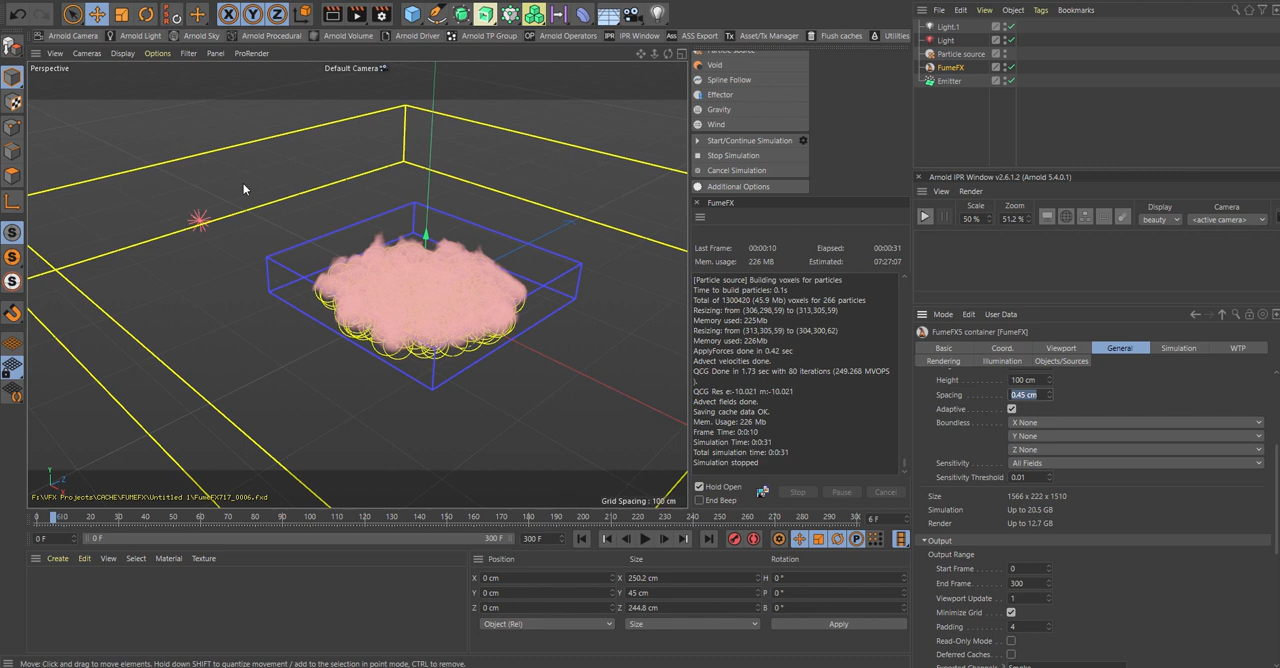 File Edit View Object Tags Bookmarks
Arnold Camera Arnold Light Arnold Sky Arnold Procedural Arnold Volume Arnold Driver Arnold TP Group Arnold Operators IPR IPR Window Ass ASS Export Tx Asset/Tx Manager Flush caches Utilities
View Cameras Display Options Filter Panel ProRender
Perspective
Default Camera
Particle source
Void
Spline Follow
Effector
Gravity
Wind
Start/Continue Simulation
Stop Simulation
Cancel Simulation
Additional Options
FumeFX
Last Frame: 00:00:10 Elapsed: 00:00:31
Mem. usage: 226 MB Estimated: 07:27:07
[Particle source] Building voxels for particles
Time to build particles: 0.1s
Total of 1300420 (45.9 Mb) voxels for 266 particles
Resizing: from (306,298,59) to (313,305,59)
Memory used: 225Mb
Resizing: from (313,305,59) to (304,300,62)
Memory used: 226MB
ApplyForces done in 0.42 sec
Advect velocities done.
QCG Done in 1.73 sec with 80 iterations (249.268 MVOPS
).
QCG Res e:-10.021 m:-10.021
Advect fields done.
Saving cache data OK.
Mem. Usage: 226 Mb
Frame Time: 0:0:10
Simulation Time: 0:0:31
Total simulation time: 0:0:31
Simulation stopped
Hold Open
End Beep
Stop Pause Cancel
Light.1
Light
Particle source
FumeFX
Emitter
Arnold IPR Window v2.6.1.2 (Arnold 5.4.0.1)
View Render
Scale Zoom Display Camera
50 % 51.2% beauty <active camera>
Mode Edit User Data
FumeFX5 container [FumeFX]
Basic Coord. Viewport General Simulation WTP
Rendering Illumination Objects/Sources
Height 100 cm
Spacing 0.45 cm
Adaptive
Boundless X None
Y None
Z None
Sensitivity All Fields
Sensitivity Threshold 0.01
Size 1566 x 222 x 1510
Simulation Up to 20.5 GB
Render Up to 12.7 GB
Output
Output Range
Start Frame 0
End Frame 300
Viewport Update 1
Minimize Grid
Padding 4
Read-Only Mode
Deferred Caches
F:\VFX Projects\CACHE\FUMEFX\Untitled 1\FumeFX717_0006.fxd
Grid Spacing : 100 cm
0 610 20 30 40 50 60 70 80 90 100 110 120 130 140 150 160 170 180 190 200 210 220 230 240 250 260 270 280 290 6 F
0 F 0 F 300 F 300 F
Create Edit View Select Material Texture
Position Size Rotation
X 0 cm X 250.2 cm H 0 °
Y 0 cm Y 45 cm P 0 °
Z 0 cm Z 244.8 cm B 0 °
Object (Rel) Size Apply
Move: Click and drag to move elements. Hold down SHIFT to quantize movement / add to the selection in point mode, CTRL to remove.